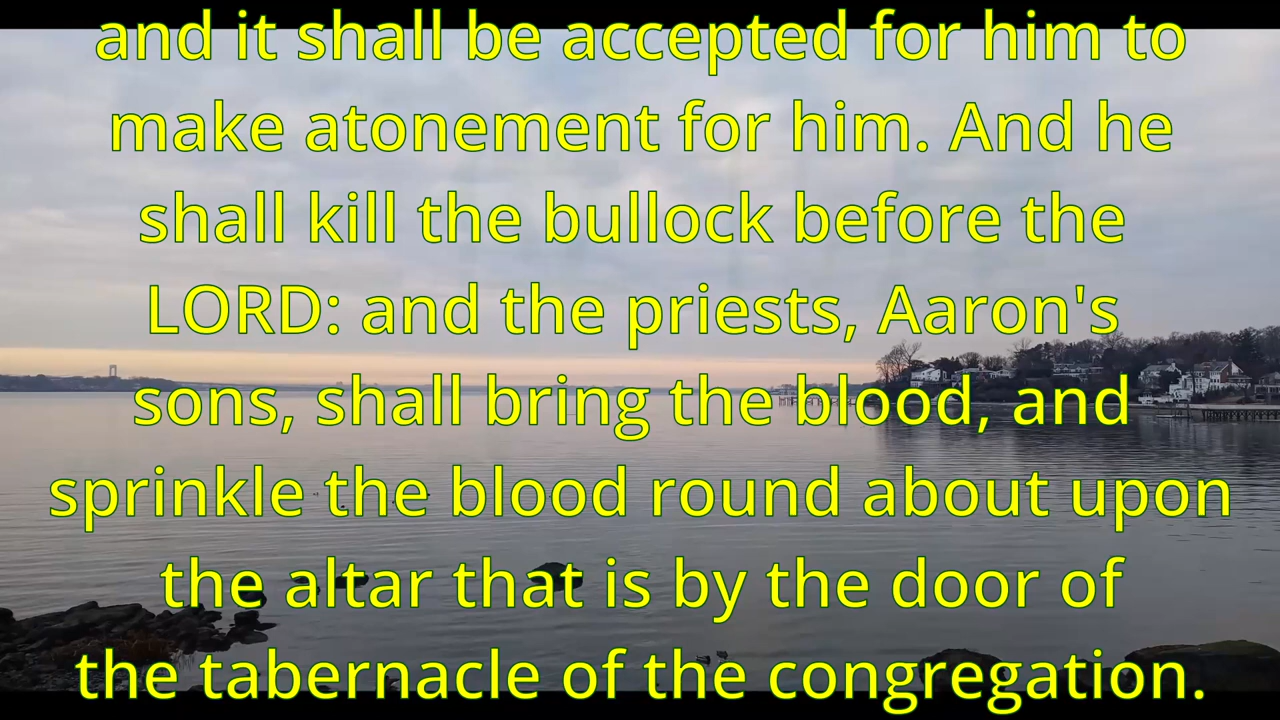 and it shall be accepted for him to
make atonement for him. And he
shall kill the bullock before the
LORD: and the priests, Aaron's
sons, shall bring the blood, and
sprinkle the blood round about upon
the altar that is by the door of
the tabernacle of the congregation.